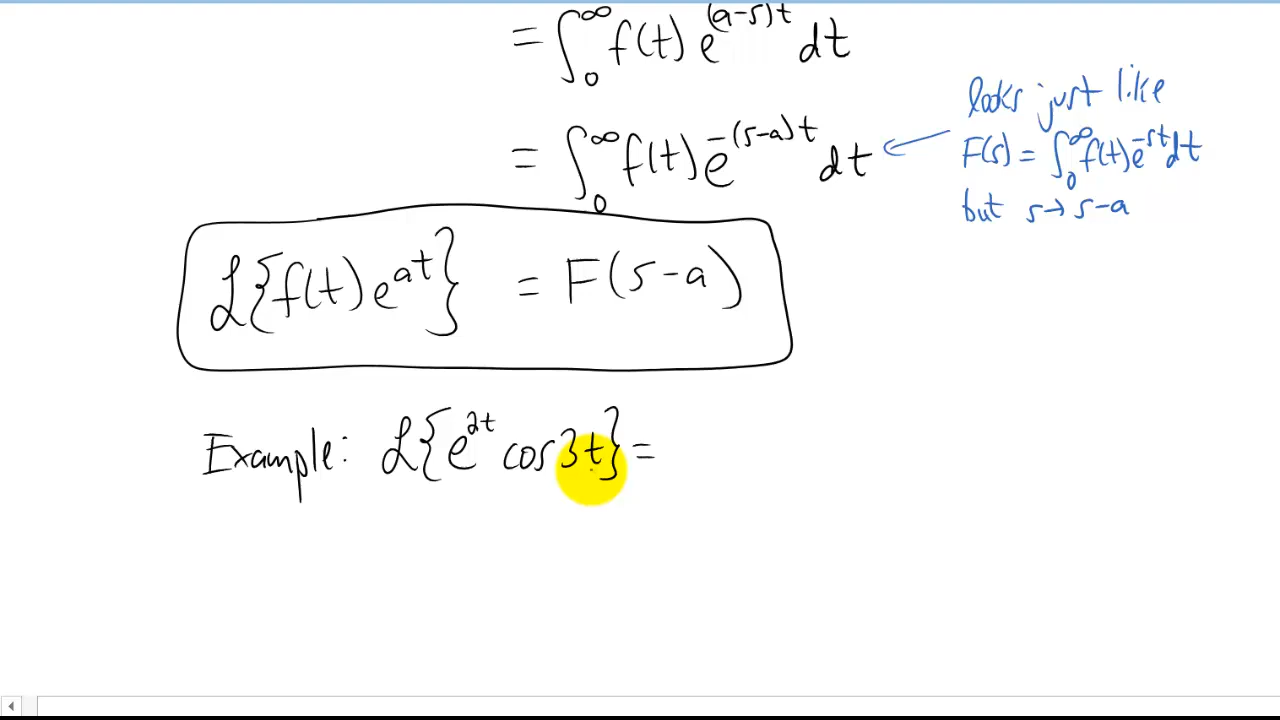 = ∫₀^∞ f(t) e^{(a-s)t} dt
= ∫₀^∞ f(t) e^{-(s-a)t} dt
looks just like
F(s) = ∫₀^∞ f(t) e^{-st} dt
but s → s-a
ℒ{f(t) e^{at}} = F(s-a)
Example: ℒ{e^{2t} cos 3t} =